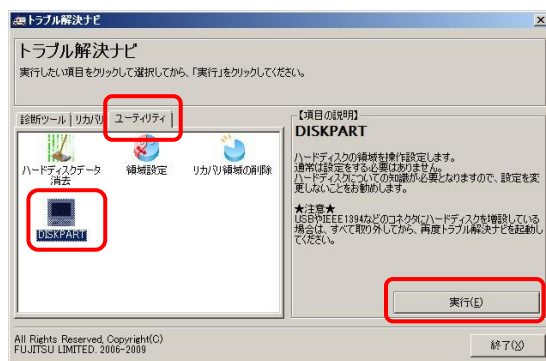 トラブル解決ナビ
トラブル解決ナビ
実行したい項目をクリックして選択してから、「実行」をクリックしてください。
診断ツール
リカバリ
ユーティリティ
ハードディスクデータ
消去
領域設定
リカバリ領域の削除
DISKPART
【項目の説明】
DISKPART
ハードディスクの領域を操作設定します。
通常は設定をする必要はありません。
ハードディスクについての知識が必要となりますので、設定を変
更しないことをお勧めします。
★注意★
USBやIEEE1394などのコネクタにハードディスクを増設している
場合は、すべて取り外してから、再度トラブル解決ナビを起動し
てください。
実行(E)
All Rights Reserved, Copyright(C)
FUJITSU LIMITED. 2006-2009
終了(X)